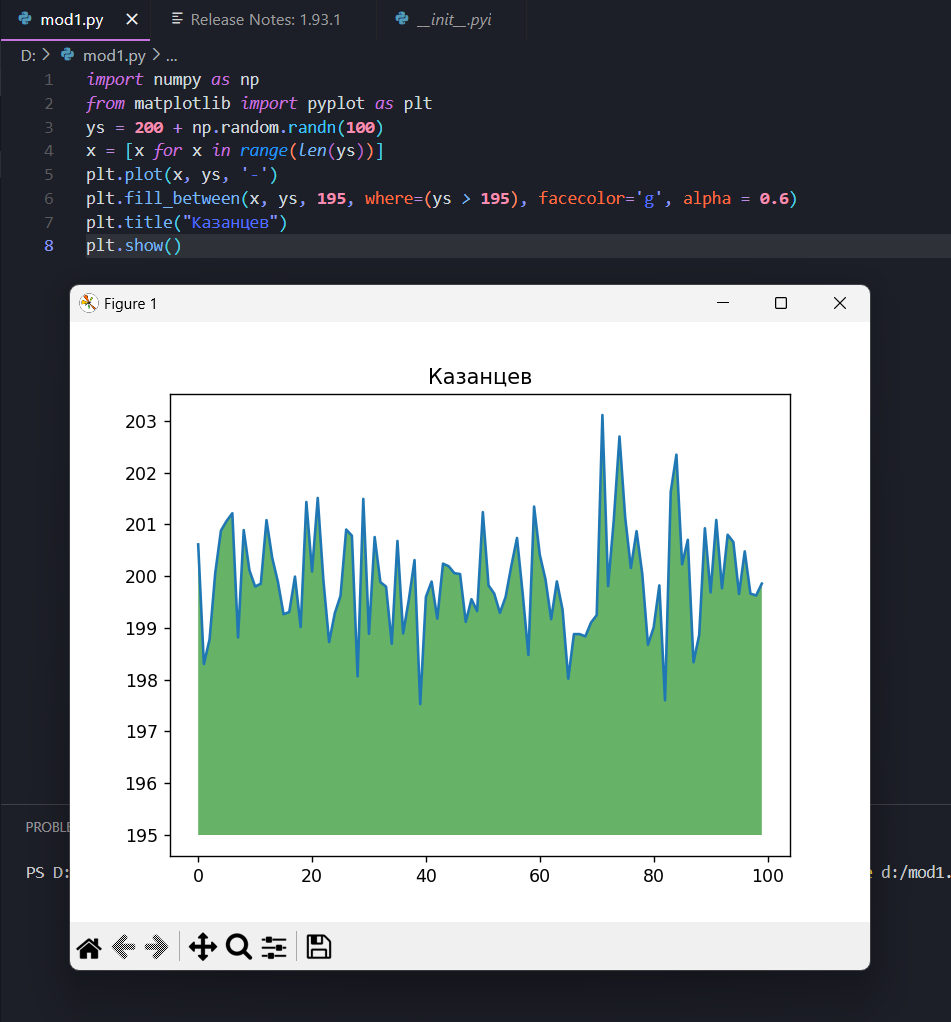 mod1.py Release Notes: 1.93.1 __init__.pyi
D: > mod1.py > ...
1 import numpy as np
2 from matplotlib import pyplot as plt
3 ys = 200 + np.random.randn(100)
4 x = [x for x in range(len(ys))]
5 plt.plot(x, ys, '-')
6 plt.fill_between(x, ys, 195, where=(ys > 195), facecolor='g', alpha = 0.6)
7 plt.title("Казанцев")
8 plt.show()
Figure 1
Казанцев
203
202
201
200
199
198
197
196
195
0 20 40 60 80 100
PS D: d:/mod1.